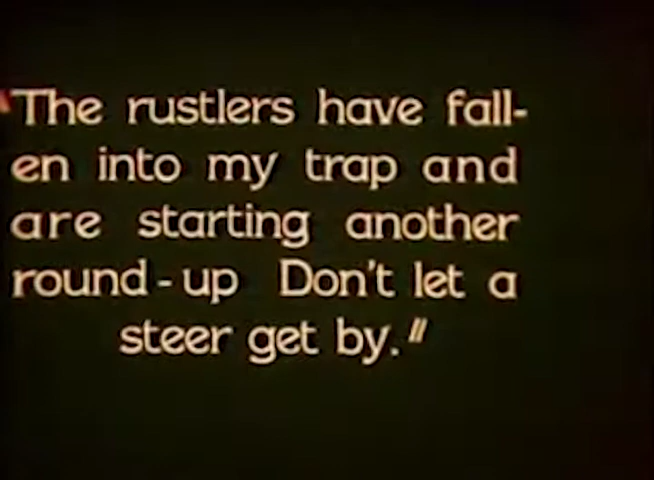 "The rustlers have fall-
en into my trap and
are starting another
round-up Don't let a
steer get by."